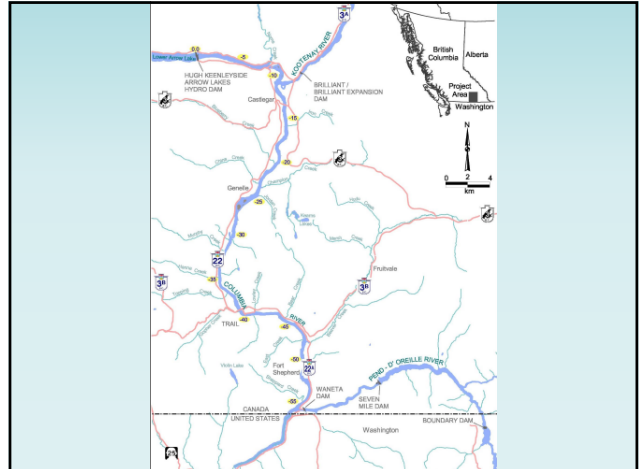 3A
British
Columbia
Alberta
Project
Area
Washington
Lower Arrow Lake
0.0
-5
KOOTENAY RIVER
HUGH KEENLEYSIDE
ARROW LAKES
HYDRO DAM
-10
BRILLIANT /
BRILLIANT EXPANSION
DAM
Castlegar
-15
N
-20
0 2 4
km
Genelle
-25
-30
22
-35
3B
COLUMBIA
RIVER
Fruitvale
3B
TRAIL
-40
-45
-50
Fort
Shepherd
22A
PEND - D' OREILLE RIVER
WANETA
DAM
SEVEN
MILE DAM
-55
CANADA
UNITED STATES
Washington
BOUNDARY DAM
25